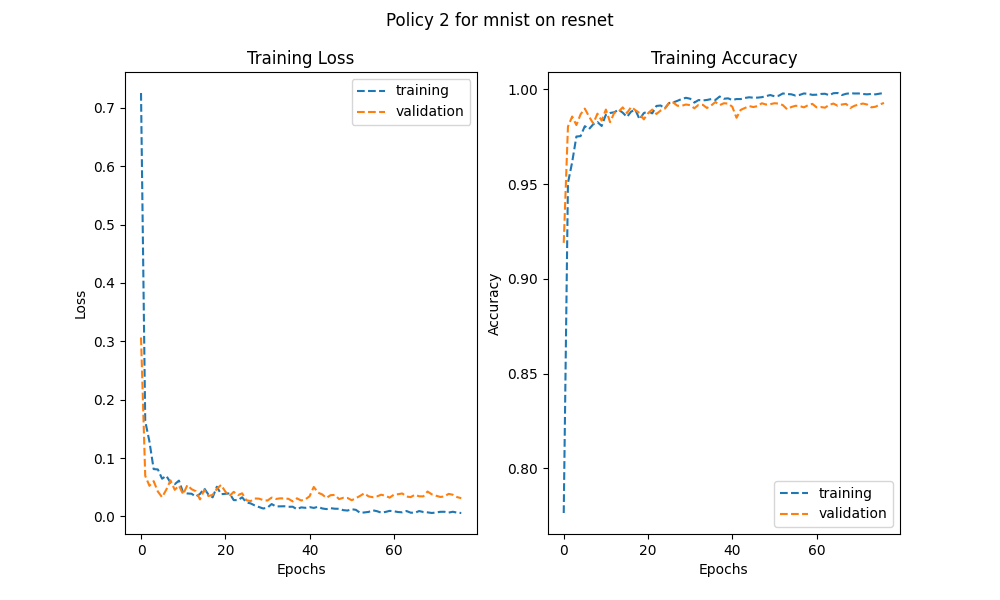 Policy 2 for mnist on resnet
Training Loss
training
validation
0.7
0.6
0.5
0.4
0.3
0.2
0.1
0.0
Loss
0 20 40 60
Epochs
Training Accuracy
1.00
0.95
0.90
0.85
0.80
Accuracy
training
validation
0 20 40 60
Epochs